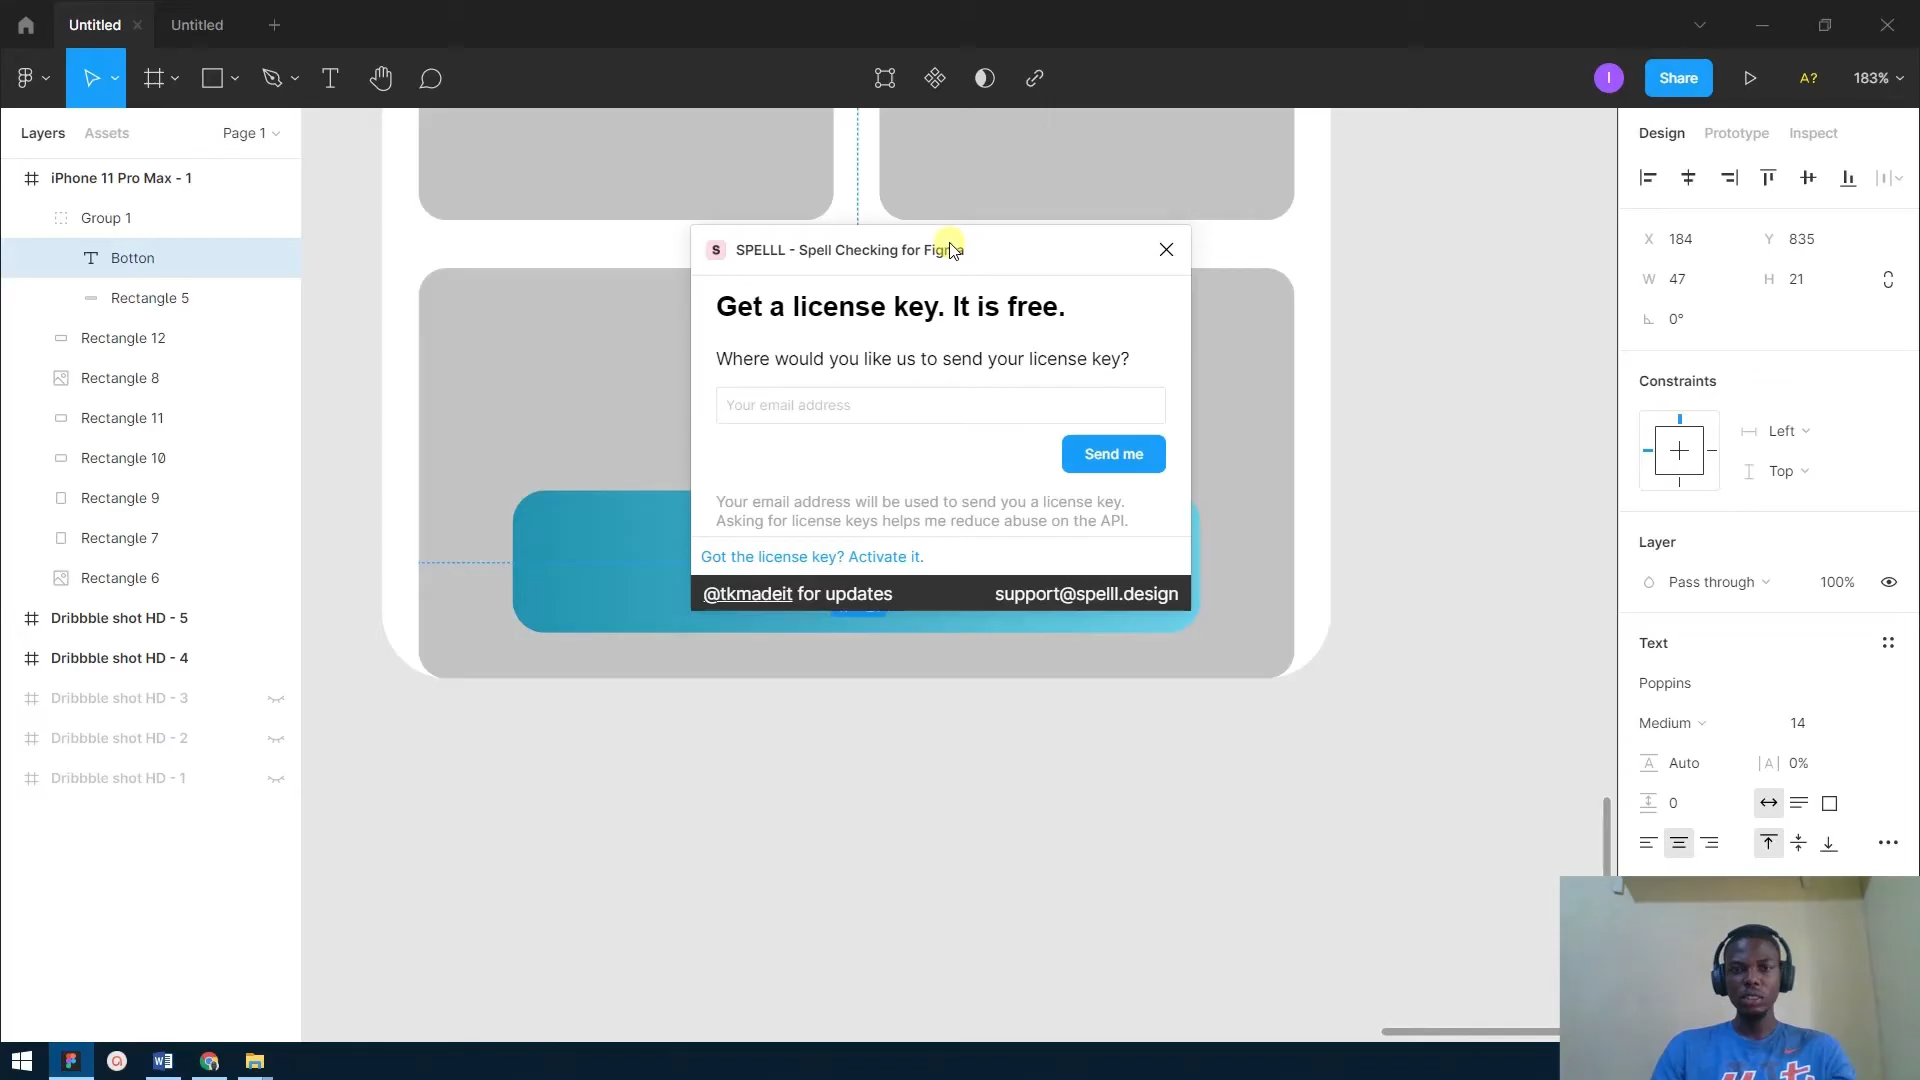 Untitled
Untitled
Share
A?
183%
Layers
Assets
Page 1
iPhone 11 Pro Max - 1
Group 1
Botton
Rectangle 5
Rectangle 12
Rectangle 8
Rectangle 11
Rectangle 10
Rectangle 9
Rectangle 7
Rectangle 6
Dribbble shot HD - 5
Dribbble shot HD - 4
Dribbble shot HD - 3
Dribbble shot HD - 2
Dribbble shot HD - 1
S SPELLL - Spell Checking for Figma
Get a license key. It is free.
Where would you like us to send your license key?
Your email address
Send me
Your email address will be used to send you a license key.
Asking for license keys helps me reduce abuse on the API.
Got the license key? Activate it.
@tkmadeit for updates
support@spelll.design
Design
Prototype
Inspect
X 184
Y 835
W 47
H 21
0°
Constraints
Left
Top
Layer
Pass through
100%
Text
Poppins
Medium
14
Auto
0%
0